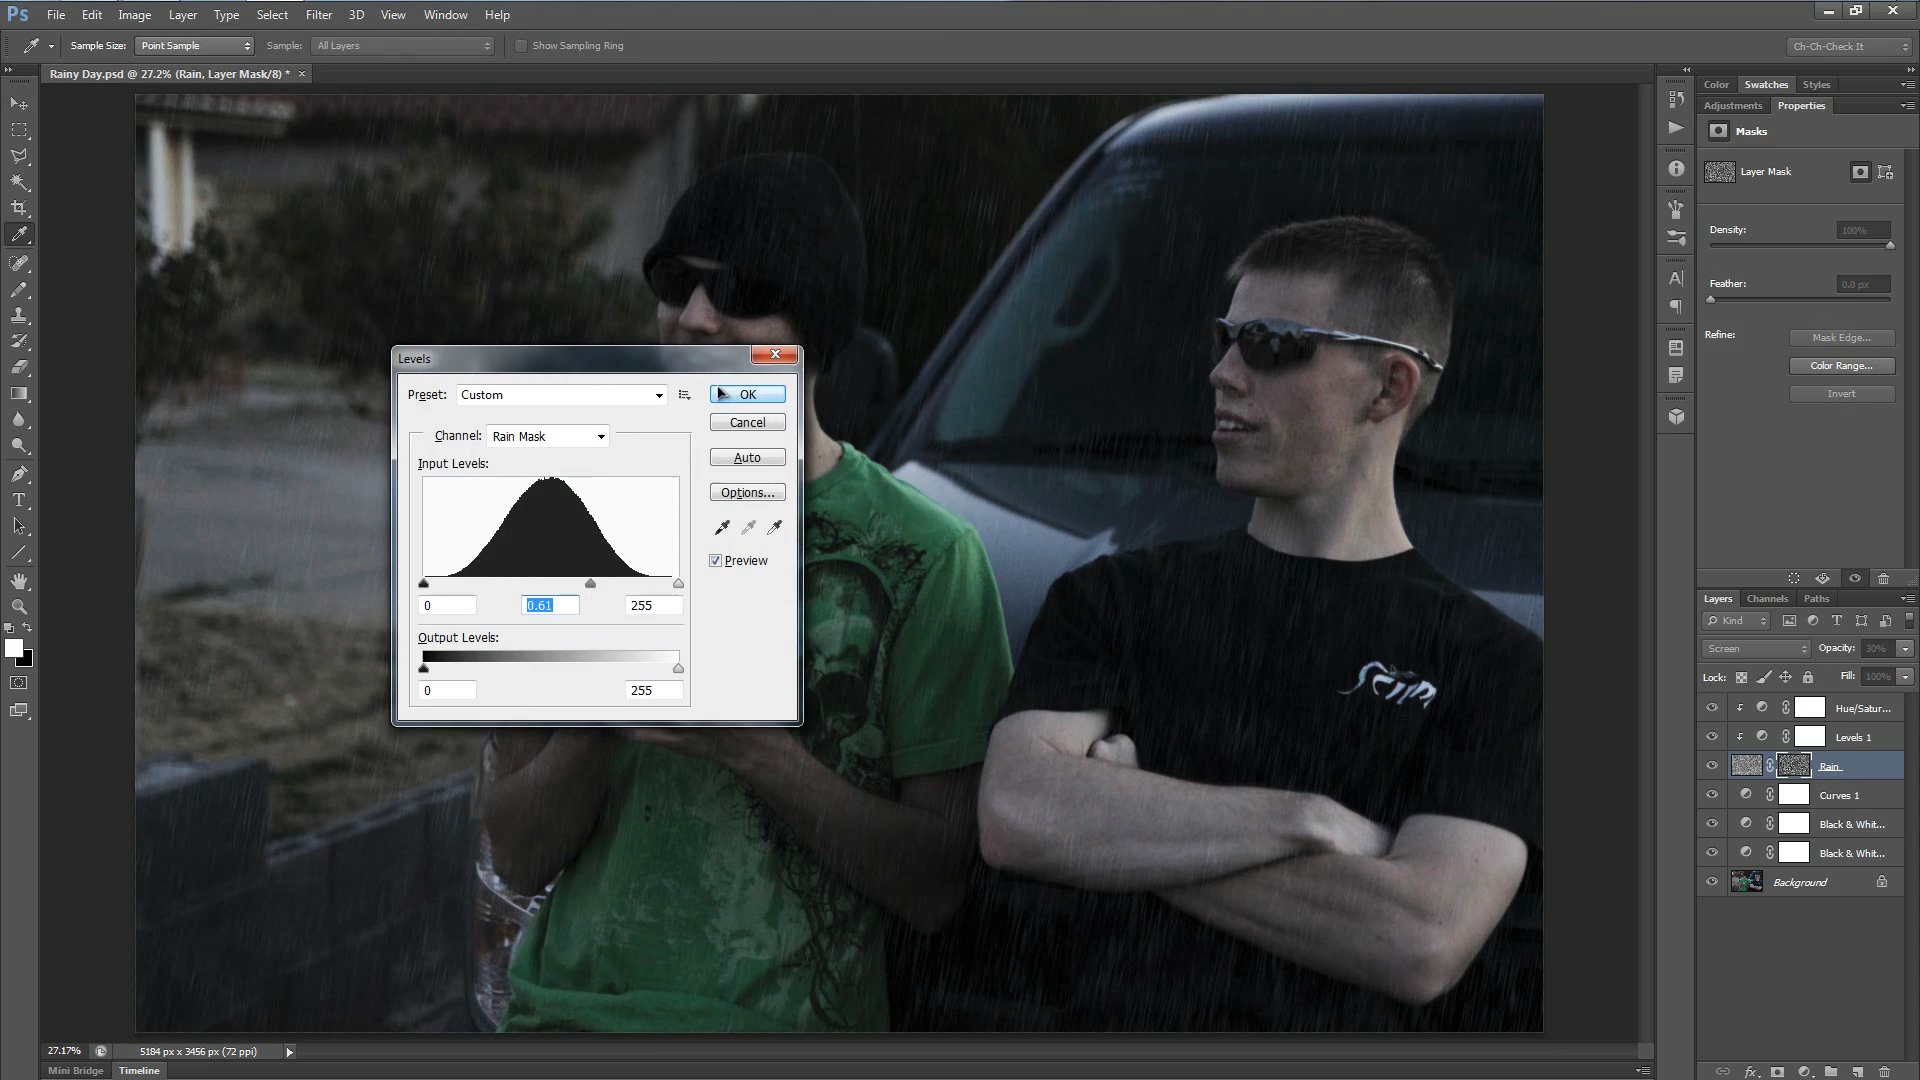 Ps File Edit Image Layer Type Select Filter 3D View Window Help
Sample Size: Point Sample Sample: All Layers Show Sampling Ring Ch-Ch-Check It
Rainy Day.psd @ 27.2% (Rain, Layer Mask/8) *
Color Swatches Styles
Adjustments Properties
Masks
Layer Mask
Density: 100%
Feather: 0.0 px
Refine: Mask Edge...
Color Range...
Invert
Levels
Preset: Custom OK
Cancel
Channel: Rain Mask
Auto
Input Levels:
Options...
Preview
0 0.61 255
Output Levels:
0 255
Layers Channels Paths
Kind
Screen Opacity: 30%
Lock: Fill: 100%
Hue/Satur...
Levels 1
Rain
Curves 1
Black & Whit...
Black & Whit...
Background
27.17% 5184 px x 3456 px (72 ppi)
Mini Bridge Timeline